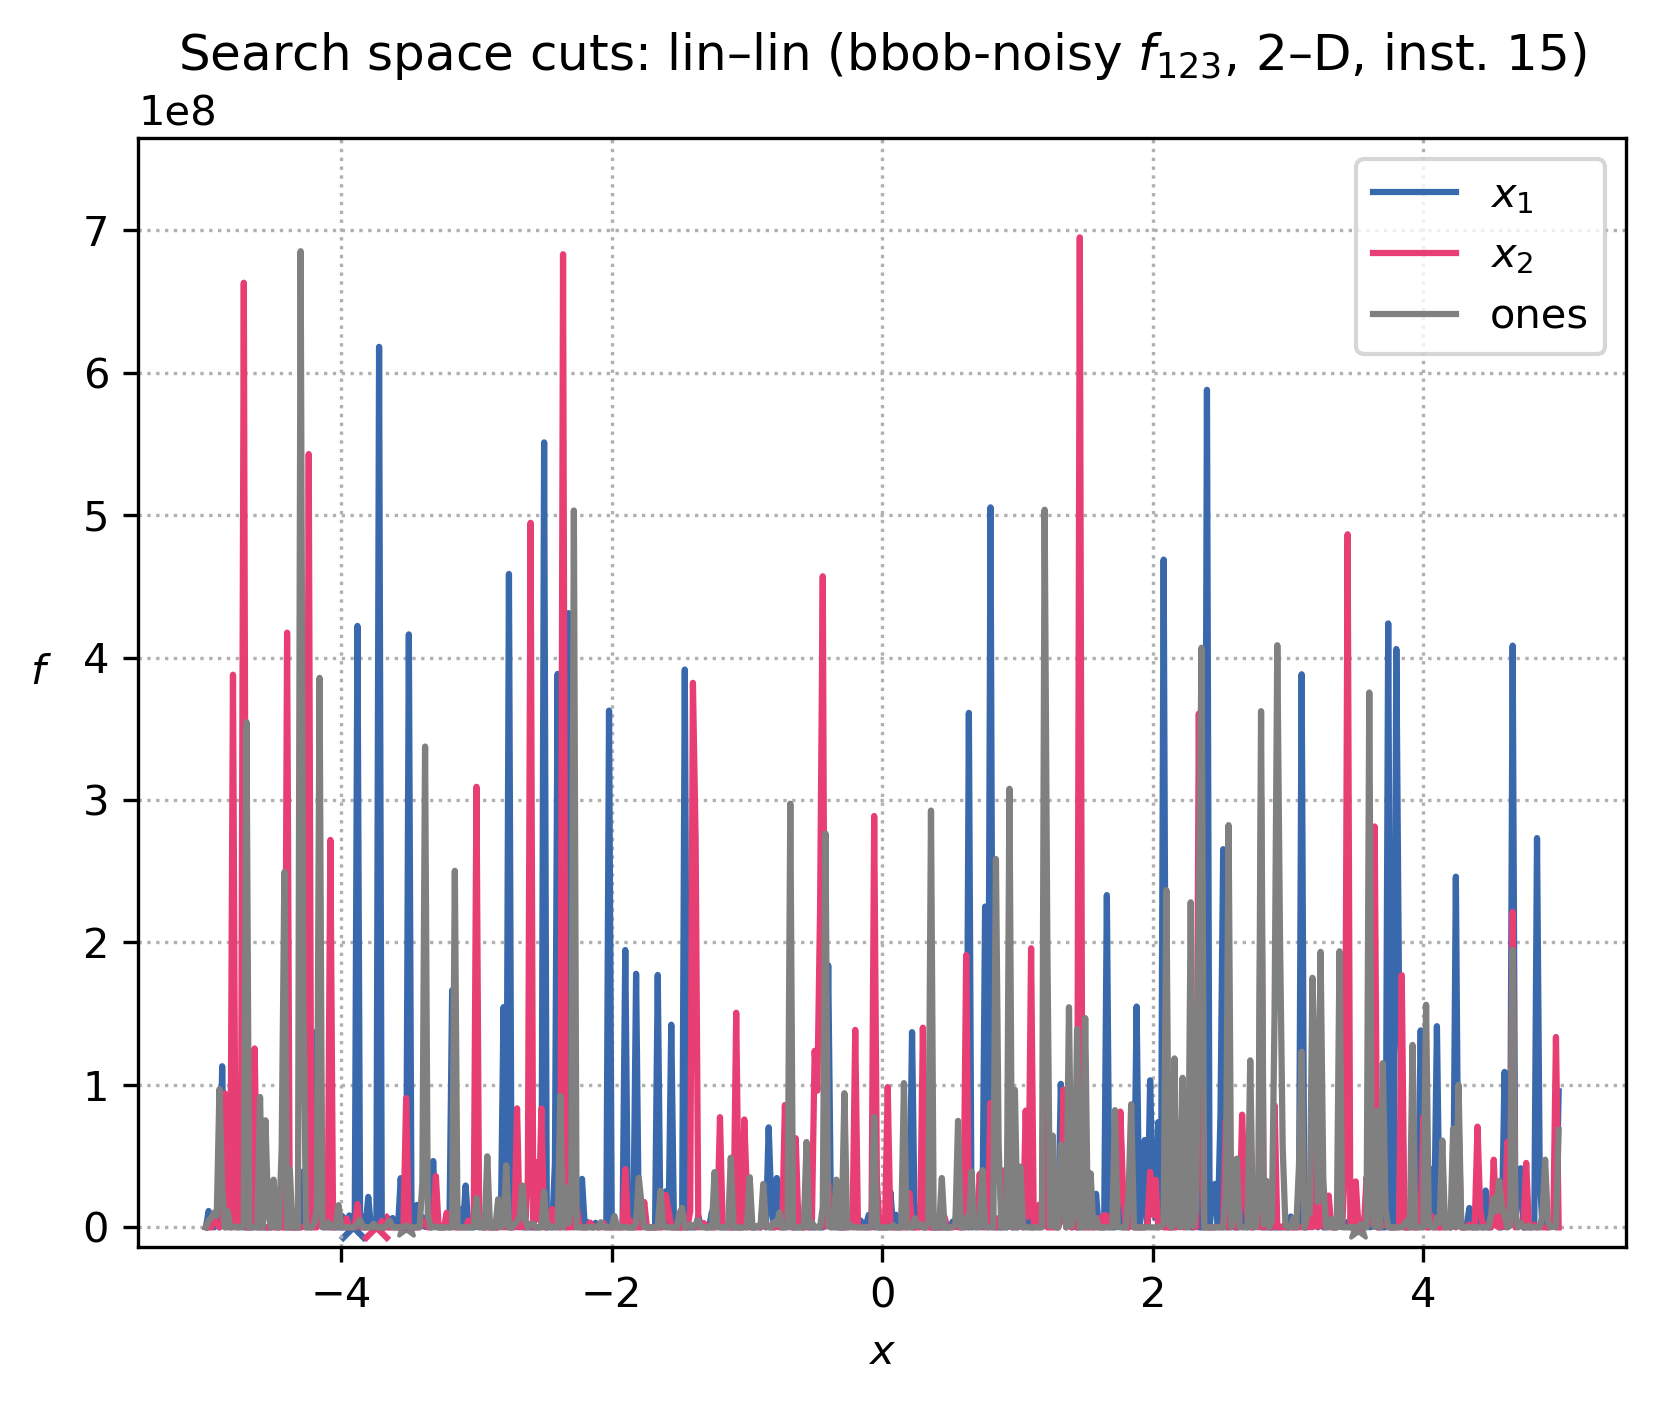 Search space cuts: lin–lin (bbob-noisy f₁₂₃, 2–D, inst. 15)
1e8
x₁
x₂
ones
7
6
5
4
3
2
1
0
f
−4
−2
0
2
4
x